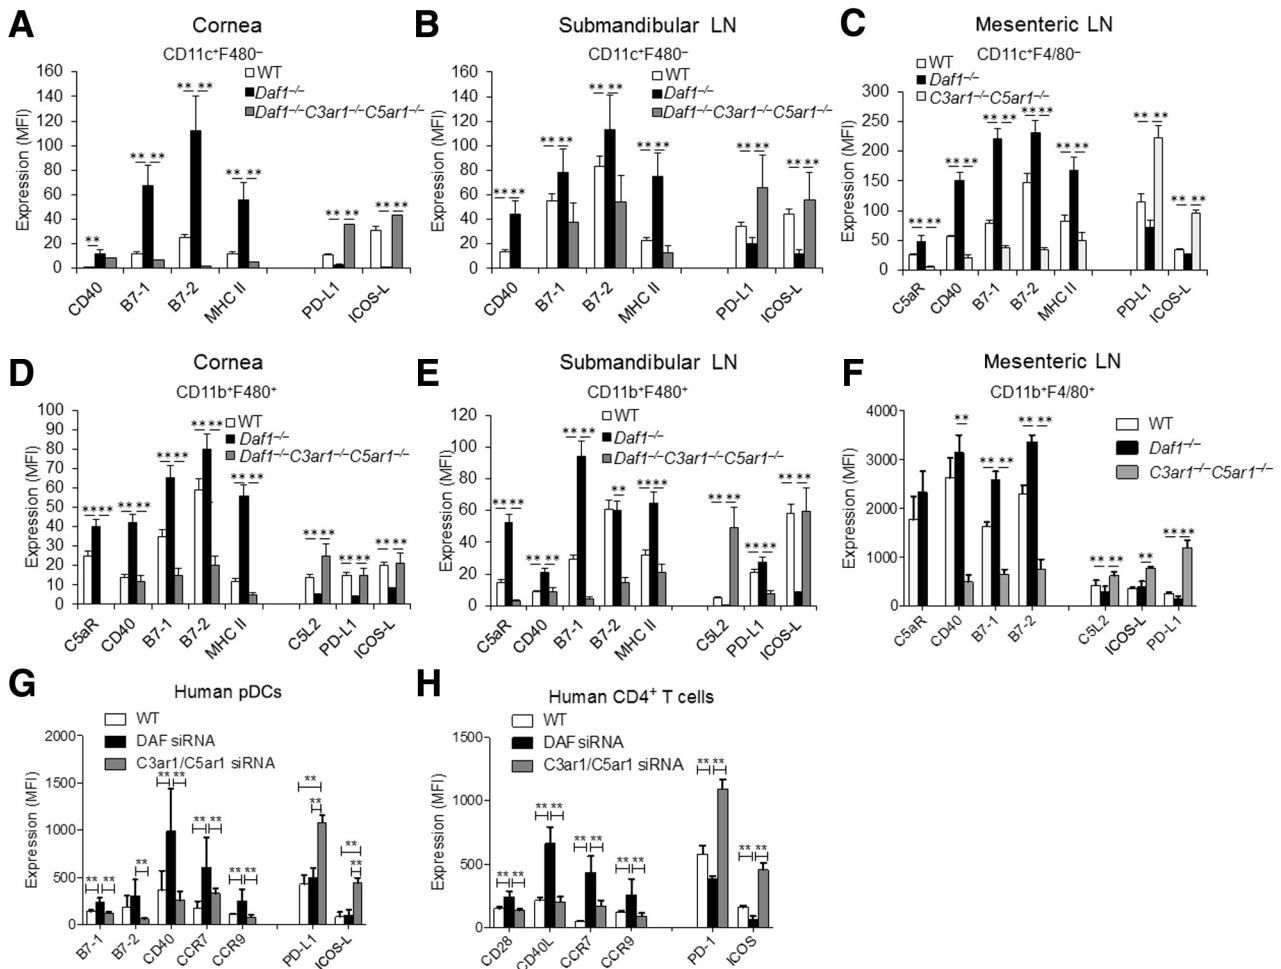 A
Cornea
CD11c⁺F480⁻
WT
Daf1⁻/⁻
Daf1⁻/⁻C3ar1⁻/⁻C5ar1⁻/⁻
Expression (MFI)
160
140
120
100
80
60
40
20
0
** **
** **
**
** **
** **
** **
CD40
B7-1
B7-2
MHC II
PD-L1
ICOS-L
B
Submandibular LN
CD11c⁺F480⁻
WT
Daf1⁻/⁻
Daf1⁻/⁻C3ar1⁻/⁻C5ar1⁻/⁻
Expression (MFI)
160
140
120
100
80
60
40
20
0
** **
** **
** **
** **
** **
** **
CD40
B7-1
B7-2
MHC II
PD-L1
ICOS-L
C
Mesenteric LN
CD11c⁺F4/80⁻
WT
Daf1⁻/⁻
C3ar1⁻/⁻C5ar1⁻/⁻
Expression (MFI)
300
250
200
150
100
50
0
** **
** **
** **
** **
** **
** **
** **
C5aR
CD40
B7-1
B7-2
MHC II
PD-L1
ICOS-L
D
Cornea
CD11b⁺F480⁺
WT
Daf1⁻/⁻
Daf1⁻/⁻C3ar1⁻/⁻C5ar1⁻/⁻
Expression (MFI)
100
90
80
70
60
50
40
30
20
10
0
** **
** **
** **
** **
** **
** **
** **
** **
C5aR
CD40
B7-1
B7-2
MHC II
C5L2
PD-L1
ICOS-L
E
Submandibular LN
CD11b⁺F480⁺
WT
Daf1⁻/⁻
Daf1⁻/⁻C3ar1⁻/⁻C5ar1⁻/⁻
Expression (MFI)
120
100
80
60
40
20
0
** **
** **
** **
**
** **
** **
** **
** **
C5aR
CD40
B7-1
B7-2
MHC II
C5L2
PD-L1
ICOS-L
F
Mesenteric LN
CD11b⁺F4/80⁺
WT
Daf1⁻/⁻
C3ar1⁻/⁻C5ar1⁻/⁻
Expression (MFI)
4000
3000
2000
1000
0
**
** **
** **
** **
**
** **
C5aR
CD40
B7-1
B7-2
C5L2
ICOS-L
PD-L1
G
Human pDCs
WT
DAF siRNA
C3ar1/C5ar1 siRNA
Expression (MFI)
2000
1500
1000
500
0
** **
**
** **
** **
** **
**
**
**
**
B7-1
B7-2
CD40
CCR7
CCR9
PD-L1
ICOS-L
H
Human CD4⁺ T cells
WT
DAF siRNA
C3ar1/C5ar1 siRNA
Expression (MFI)
1500
1000
500
0
** **
** **
** **
** **
** **
** **
CD28
CD40L
CCR7
CCR9
PD-1
ICOS